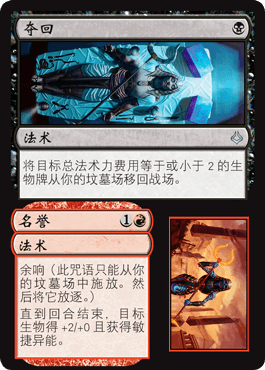 夺回
法术
将目标总法术力费用等于或小于 2 的生
物牌从你的坟墓场移回战场。
名誉 1
法术
余响（此咒语只能从你
的坟墓场中施放。然
后将它放逐。）
直到回合结束，目标
生物得 +2/+0 且获得敏
捷异能。